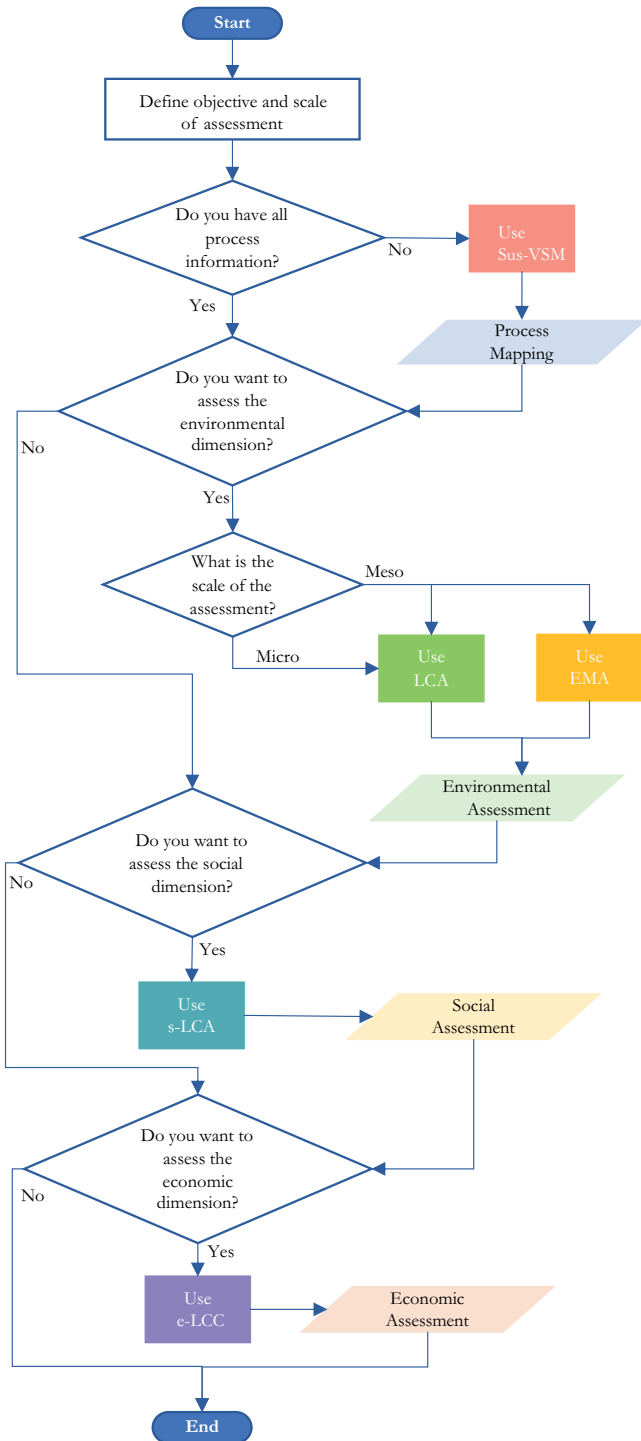 Start
Define objective and scale
of assessment
Do you have all
process
information?
No
Use
Sus-VSM
Yes
Process
Mapping
Do you want to
assess the
environmental
dimension?
No
Yes
What is the
scale of the
assessment?
Meso
Micro
Use
LCA
Use
EMA
Environmental
Assessment
Do you want to
assess the social
dimension?
No
Yes
Use
s-LCA
Social
Assessment
Do you want to
assess the
economic
dimension?
No
Yes
Use
e-LCC
Economic
Assessment
End